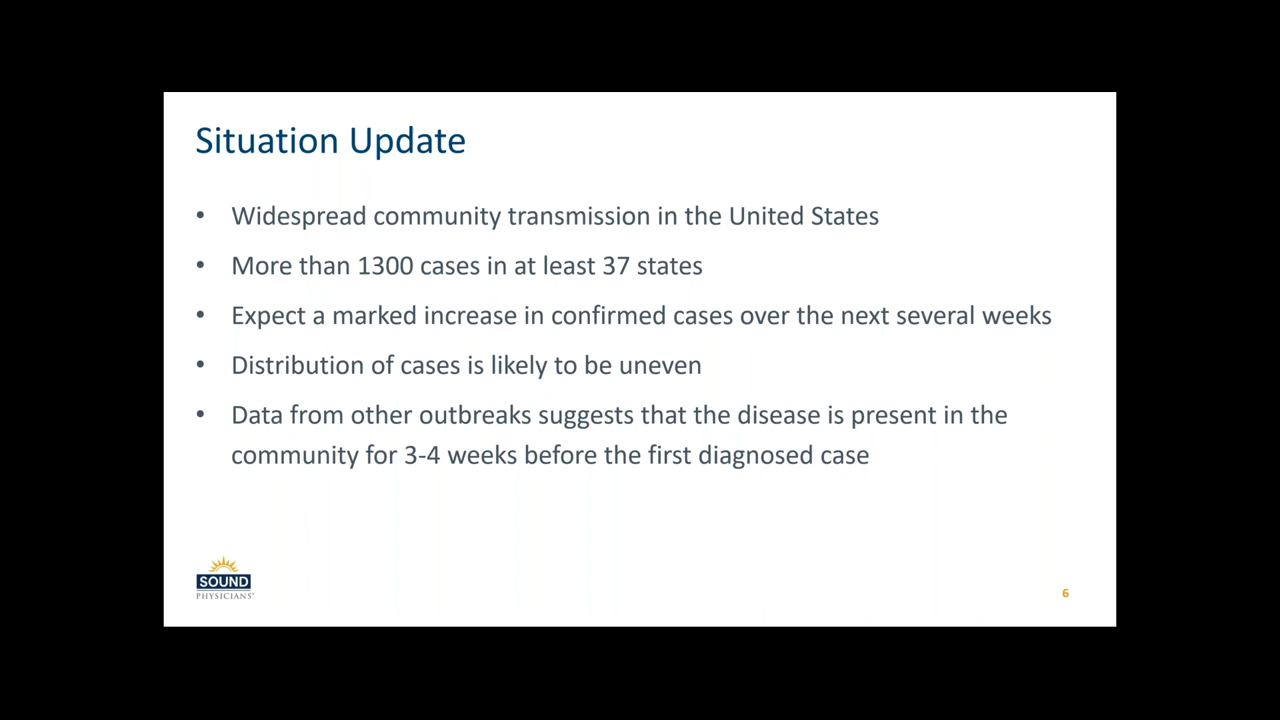 Situation Update
• Widespread community transmission in the United States
• More than 1300 cases in at least 37 states
• Expect a marked increase in confirmed cases over the next several weeks
• Distribution of cases is likely to be uneven
• Data from other outbreaks suggests that the disease is present in the
community for 3-4 weeks before the first diagnosed case
SOUND
PHYSICIANS®
6